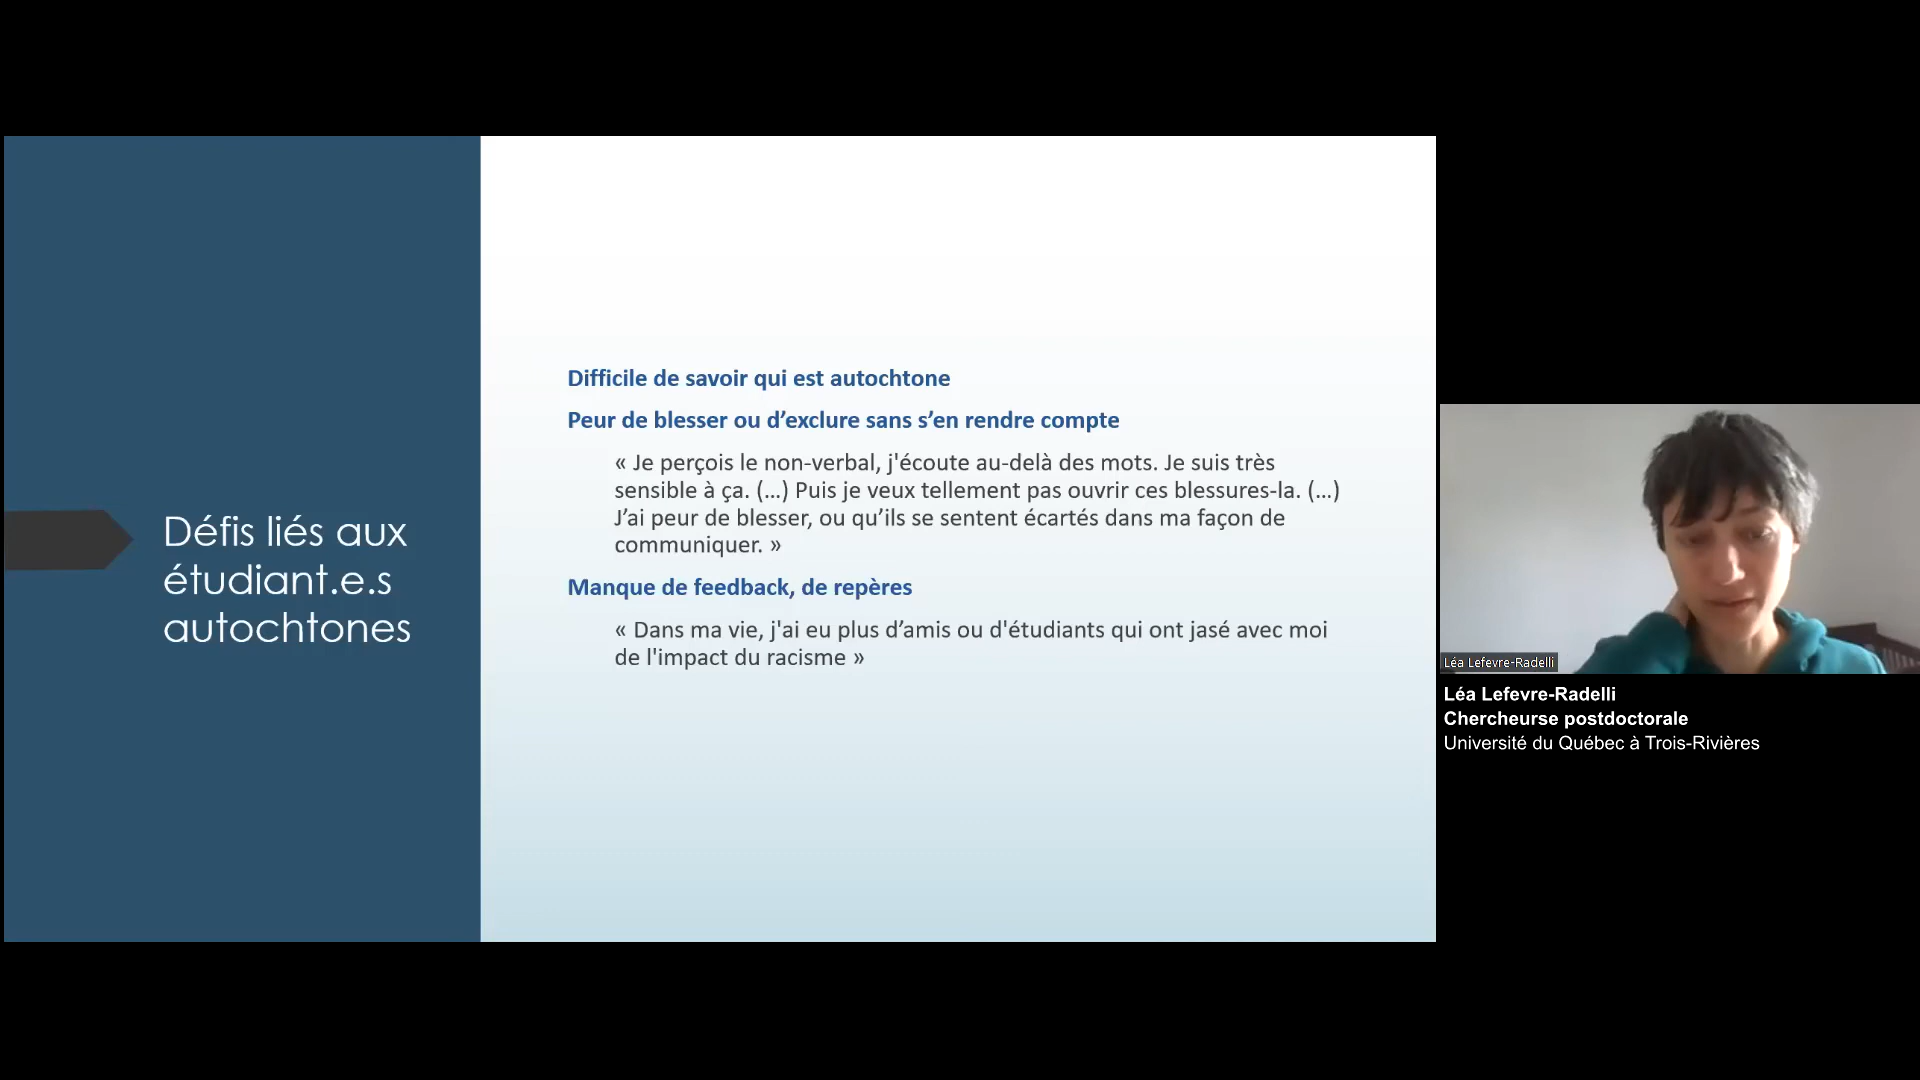 Défis liés aux
étudiant.e.s
autochtones
Difficile de savoir qui est autochtone
Peur de blesser ou d’exclure sans s’en rendre compte
« Je perçois le non-verbal, j'écoute au-delà des mots. Je suis très
sensible à ça. (…) Puis je veux tellement pas ouvrir ces blessures-la. (…)
J’ai peur de blesser, ou qu’ils se sentent écartés dans ma façon de
communiquer. »
Manque de feedback, de repères
« Dans ma vie, j'ai eu plus d’amis ou d'étudiants qui ont jasé avec moi
de l'impact du racisme »
Léa Lefevre-Radelli
Léa Lefevre-Radelli
Chercheurse postdoctorale
Université du Québec à Trois-Rivières